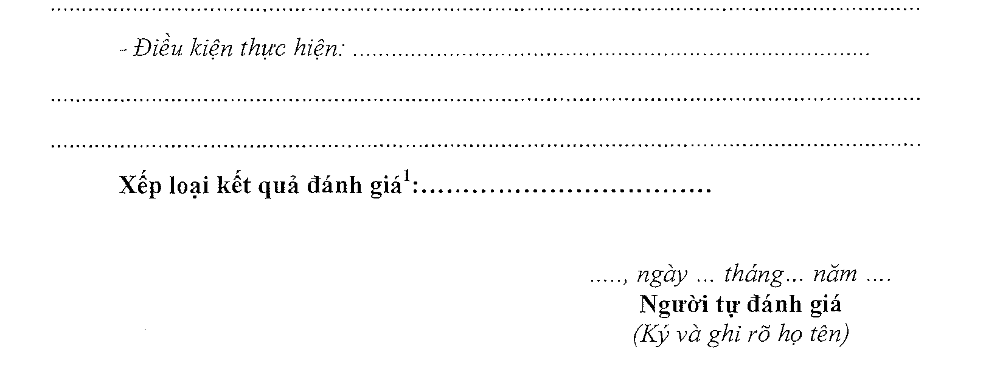 ..........................................................................................................................
- Điều kiện thực hiện: ................................................................................
..........................................................................................................................
..........................................................................................................................
Xếp loại kết quả đánh giá¹:.................................
....., ngày ... tháng... năm ....
Người tự đánh giá
(Ký và ghi rõ họ tên)